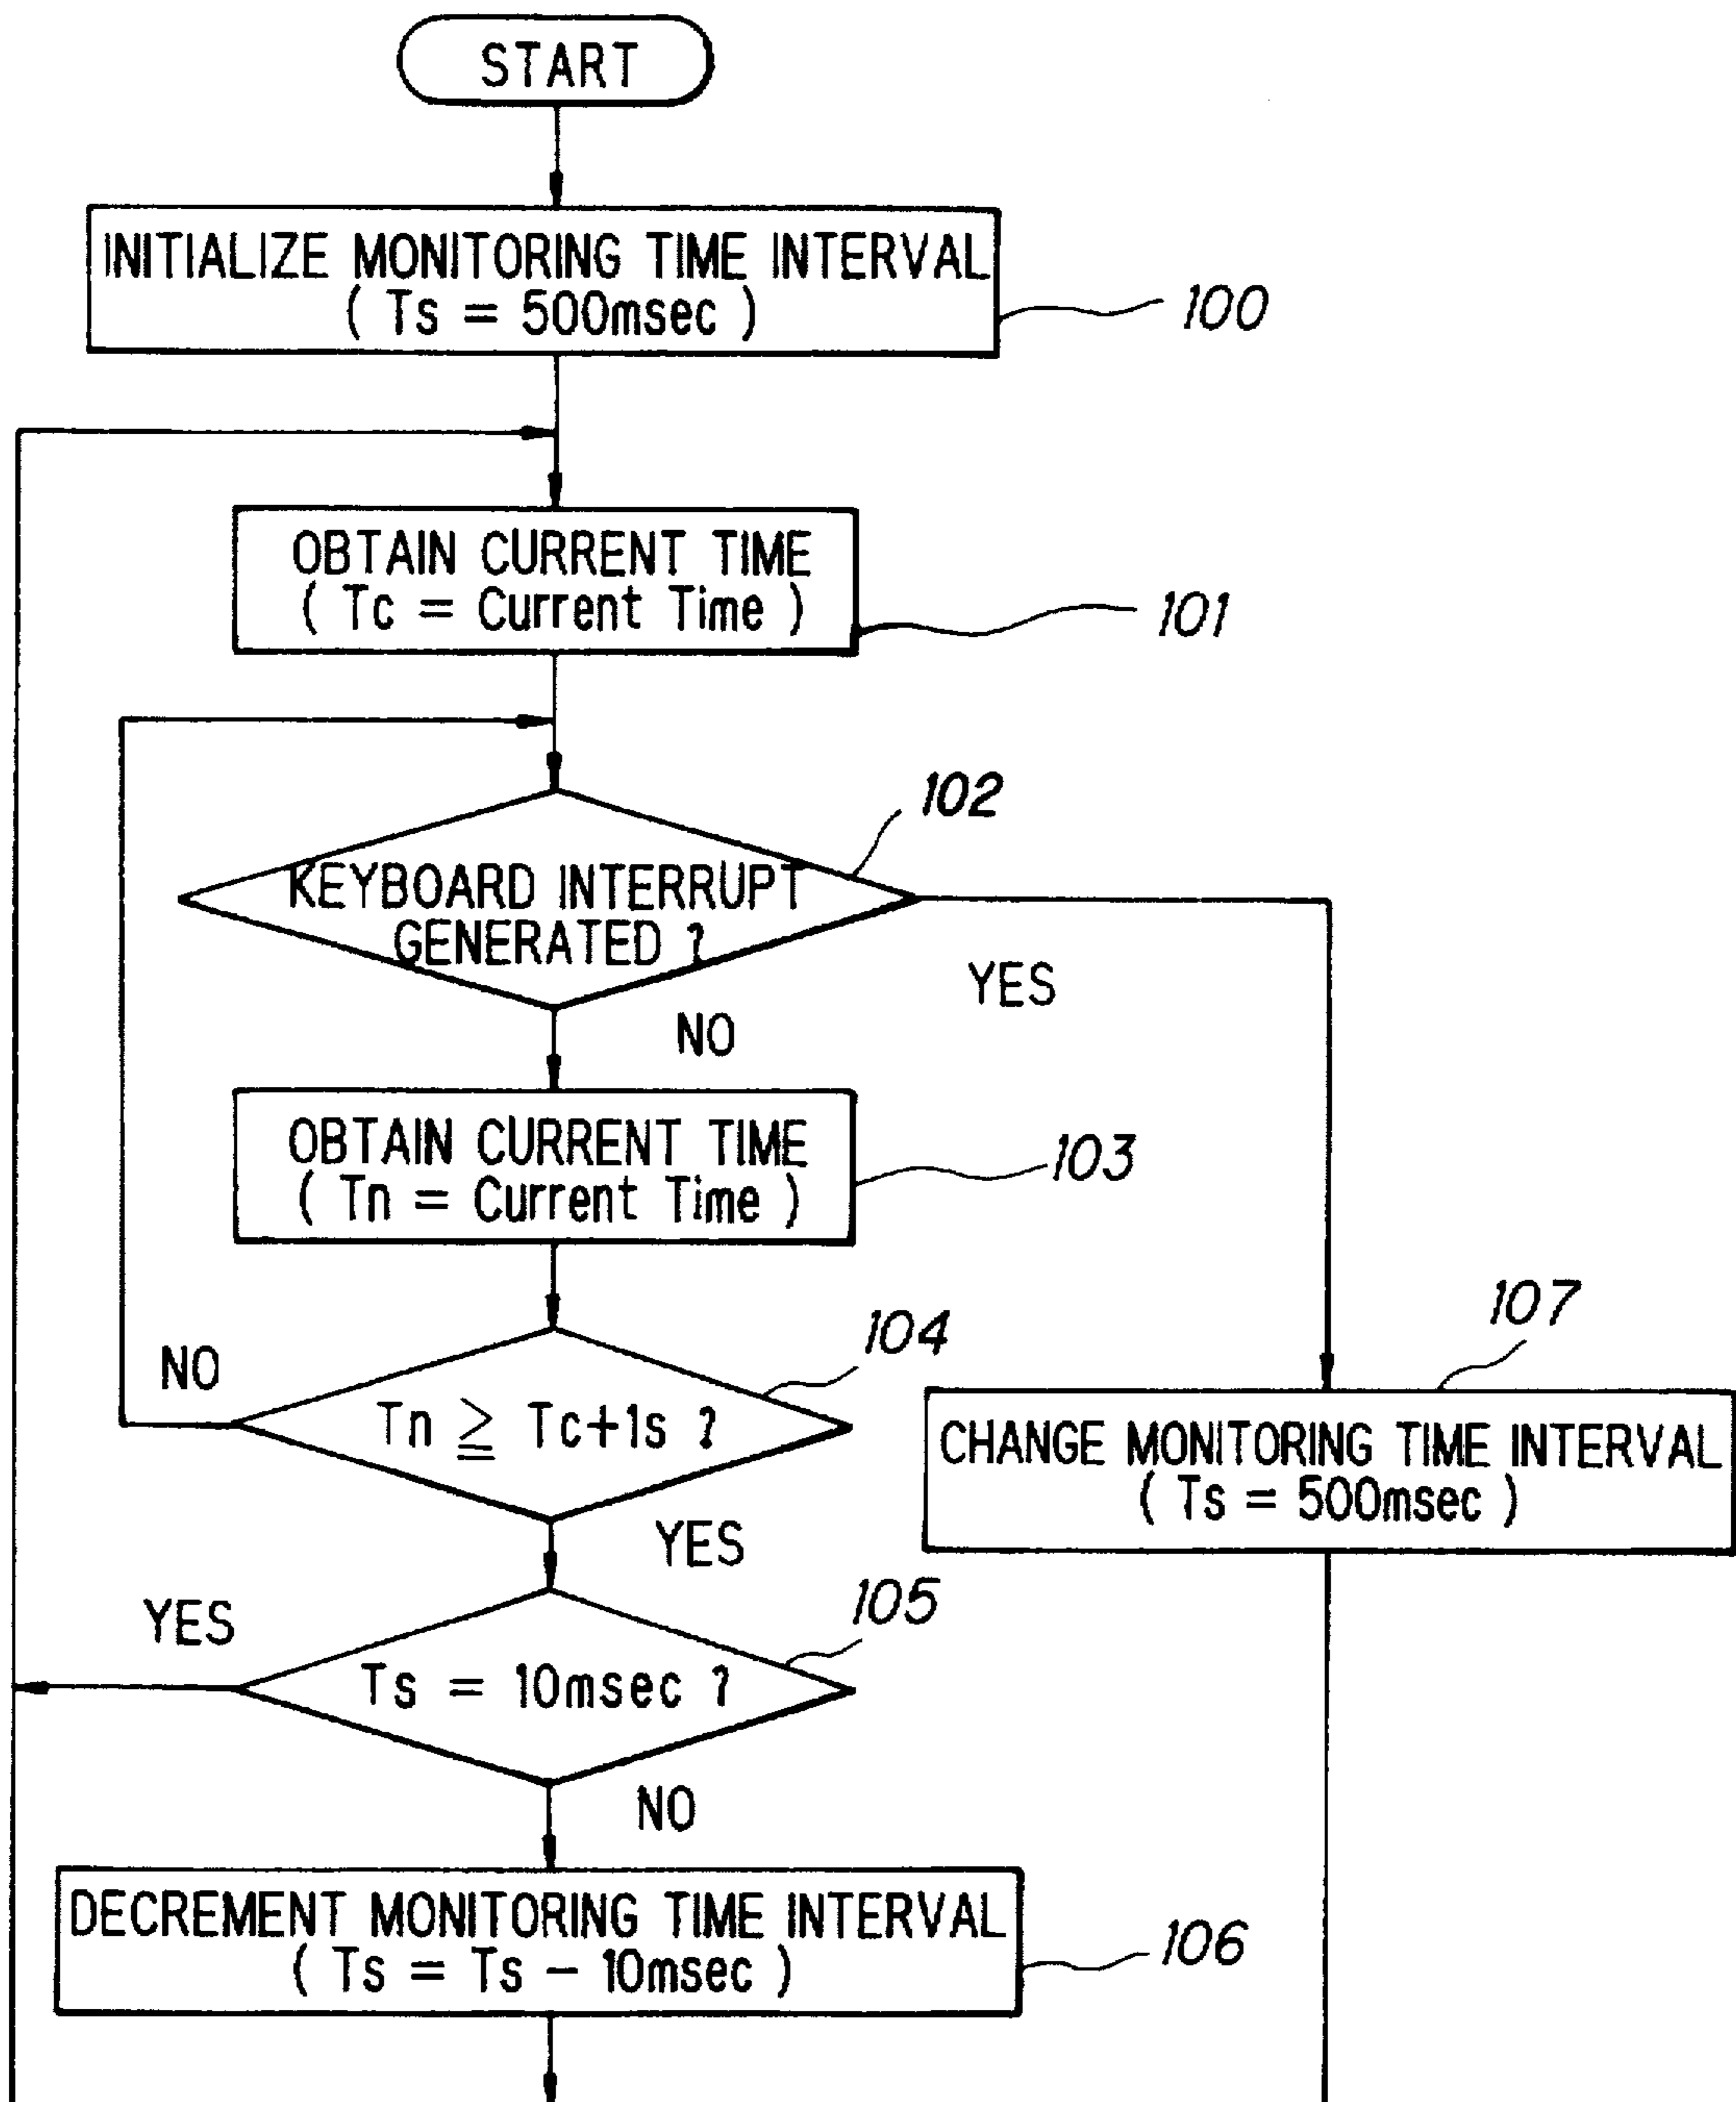 START
INITIALIZE MONITORING TIME INTERVAL
( Ts = 500msec )
100
OBTAIN CURRENT TIME
( Tc = Current Time )
101
102
KEYBOARD INTERRUPT
GENERATED ?
YES
NO
OBTAIN CURRENT TIME
( Tn = Current Time )
103
104
NO
Tn ≧ Tc+1s ?
YES
107
CHANGE MONITORING TIME INTERVAL
( Ts = 500msec )
105
YES
Ts = 10msec ?
NO
DECREMENT MONITORING TIME INTERVAL
( Ts = Ts − 10msec )
106